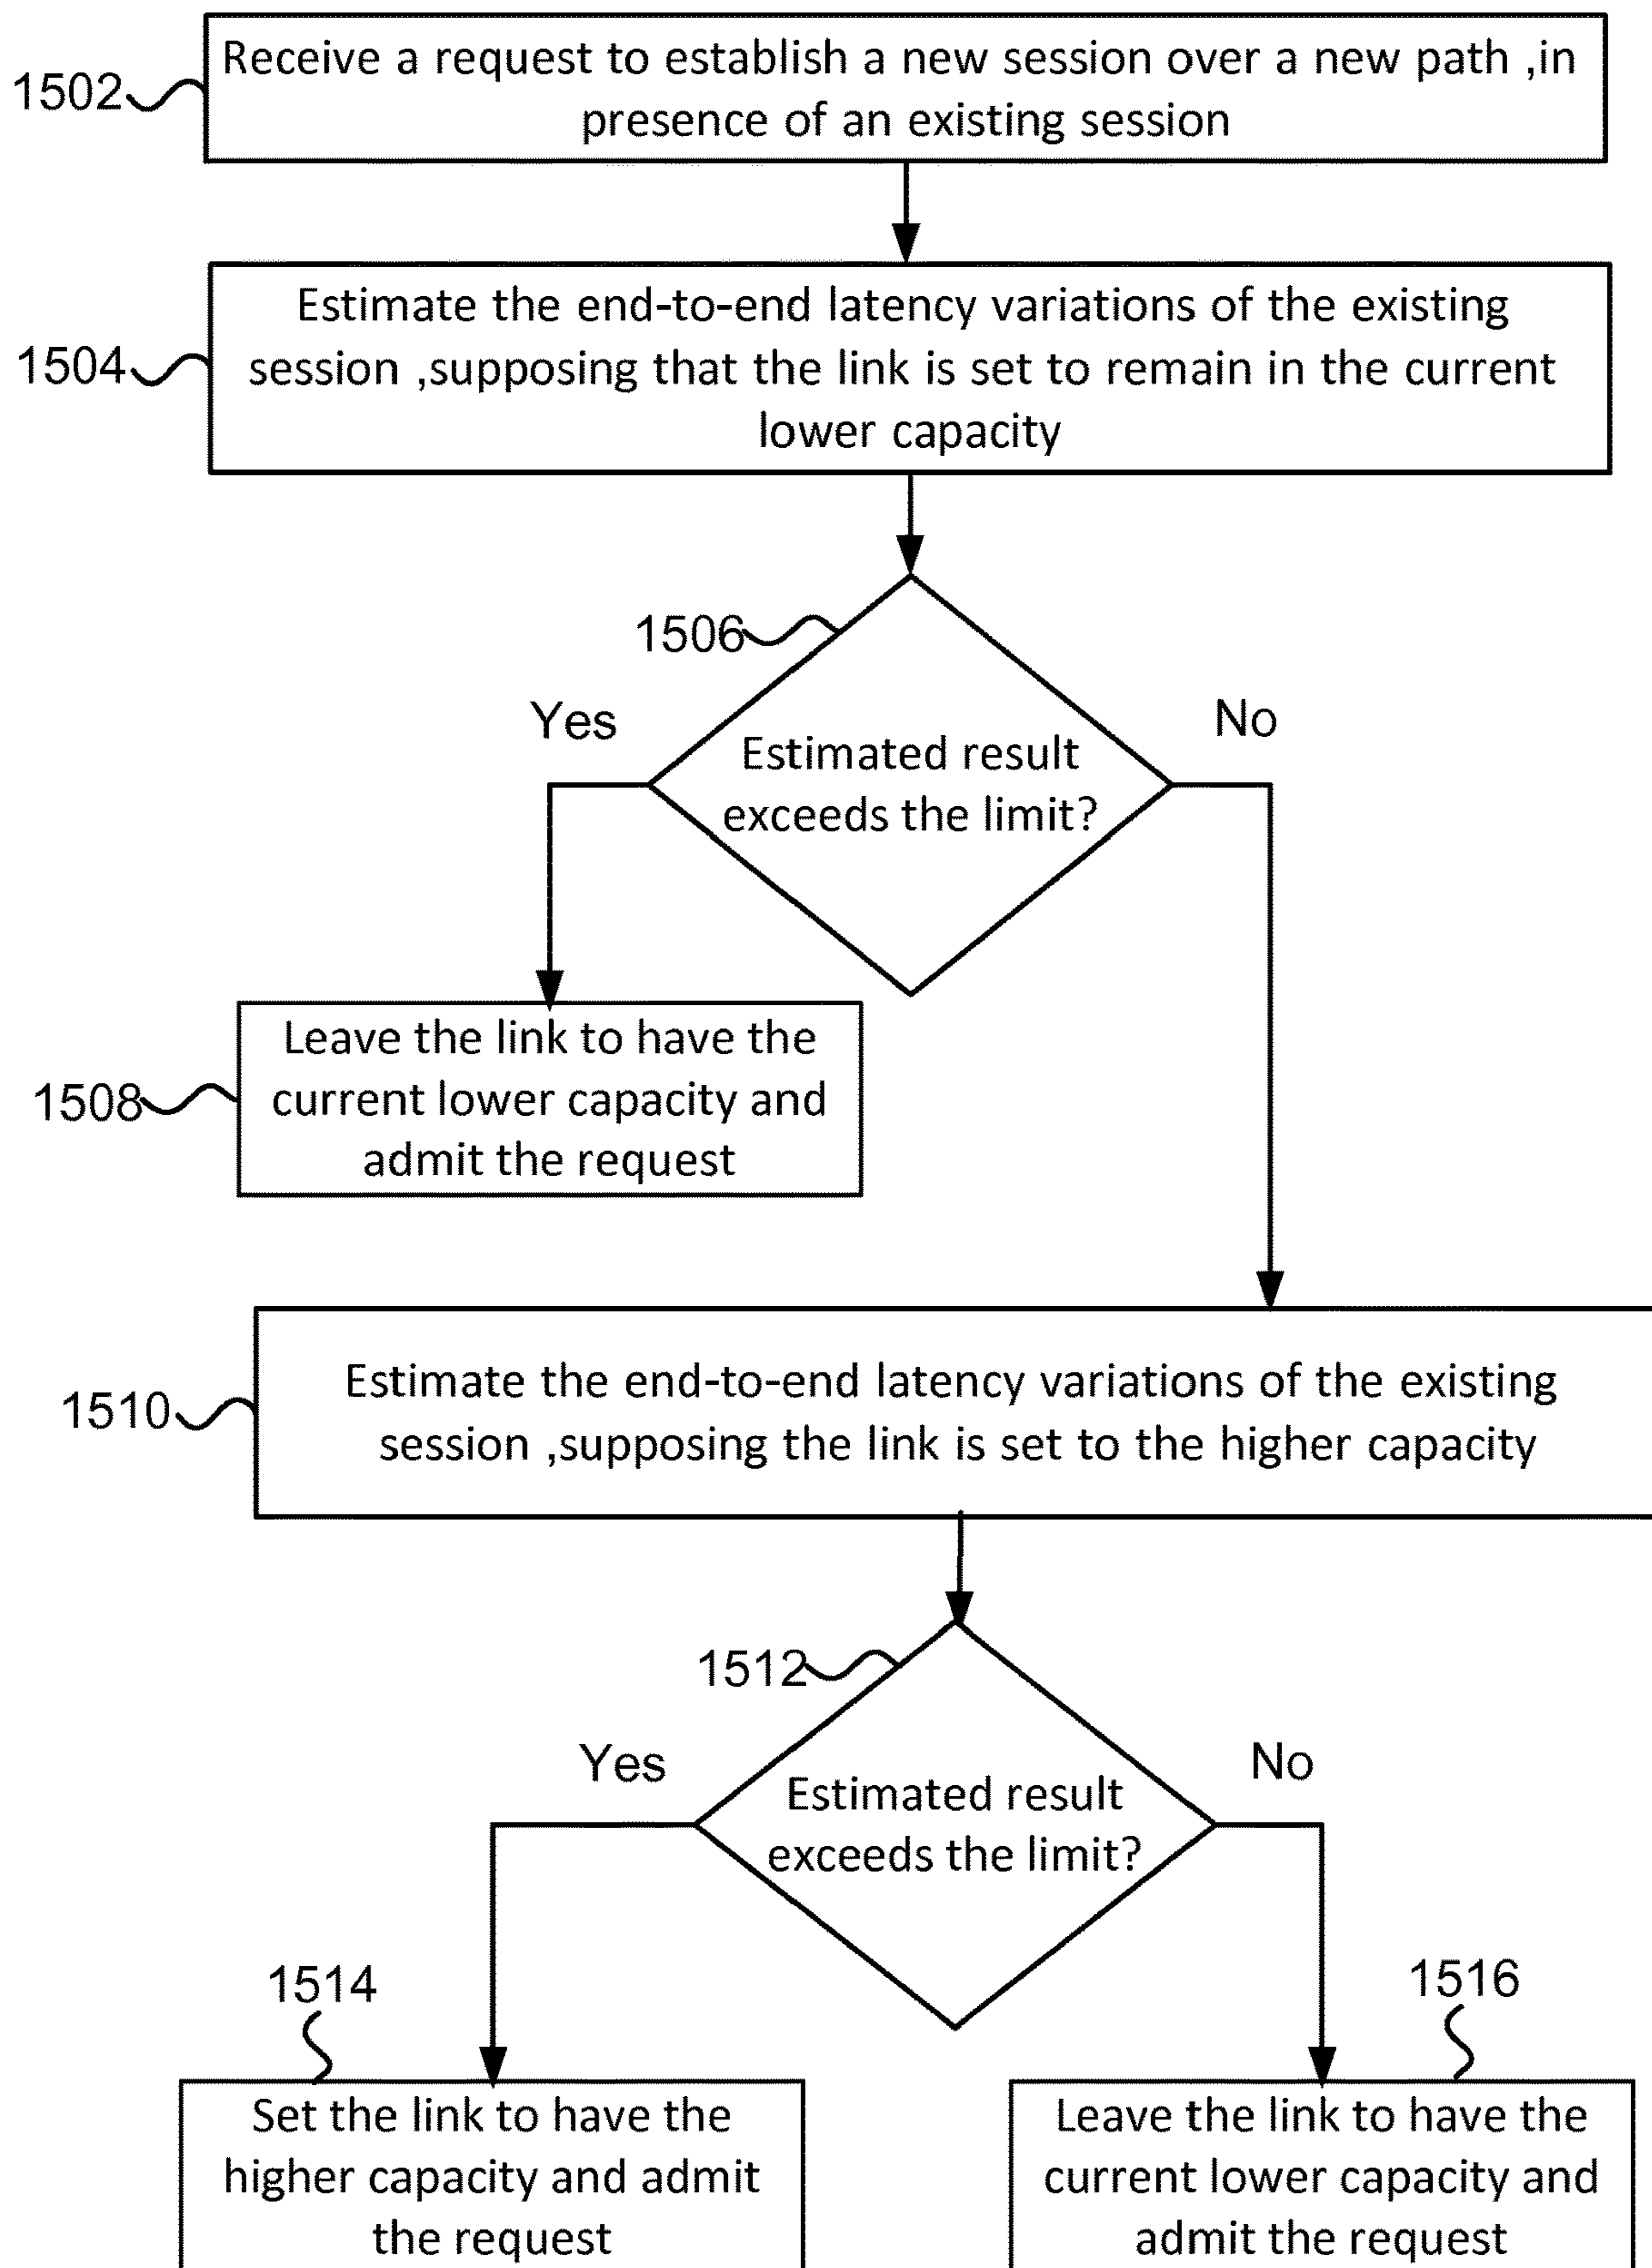 1502
Receive a request to establish a new session over a new path ,in
presence of an existing session
1504
Estimate the end-to-end latency variations of the existing
session ,supposing that the link is set to remain in the current
lower capacity
1506
Yes
No
Estimated result
exceeds the limit?
1508
Leave the link to have the
current lower capacity and
admit the request
1510
Estimate the end-to-end latency variations of the existing
session ,supposing the link is set to the higher capacity
1512
Yes
No
Estimated result
exceeds the limit?
1514
Set the link to have the
higher capacity and admit
the request
1516
Leave the link to have the
current lower capacity and
admit the request